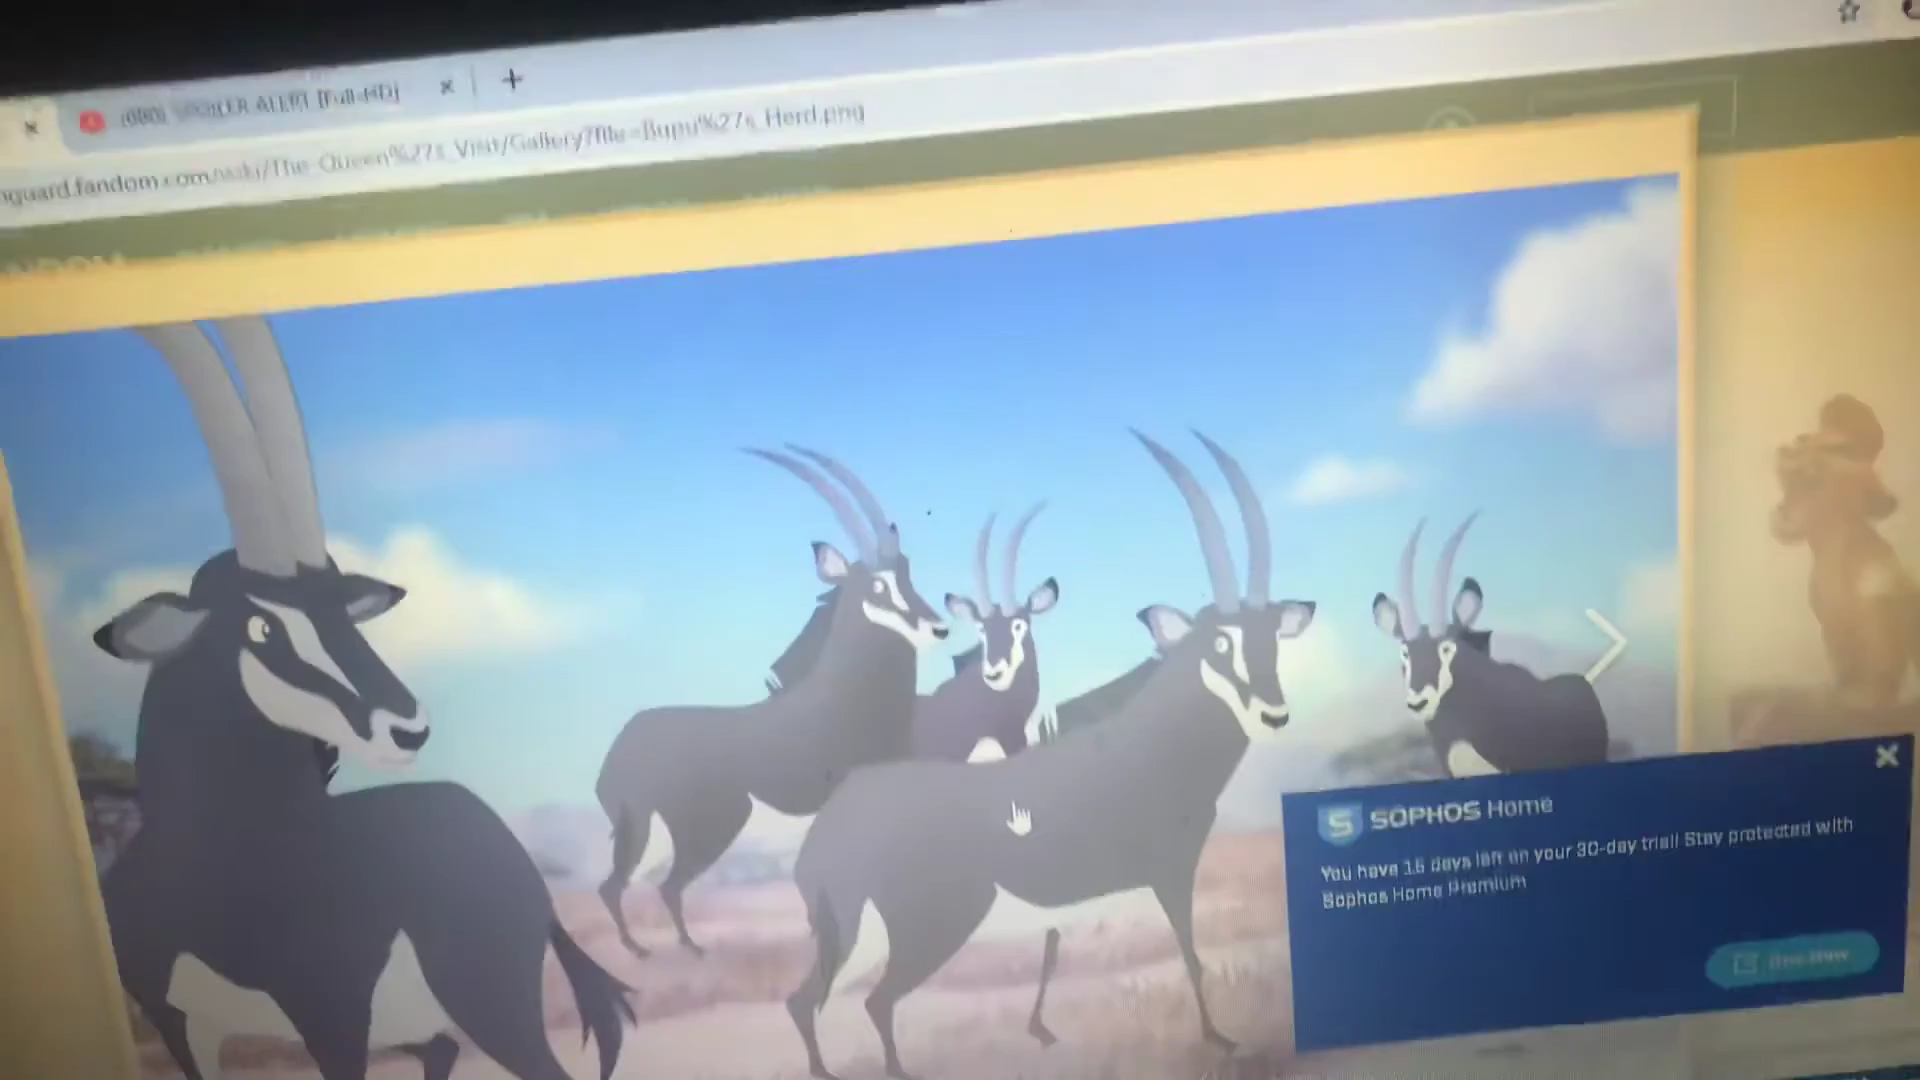 SPOILER ALERT [Full-HD]
nguard.fandom.com/wiki/The_Queen%27s_Visit/Gallery?file=Bupu%27s_Herd.png
SOPHOS Home
You have 15 days left on your 30-day trial! Stay protected with
Sophos Home Premium